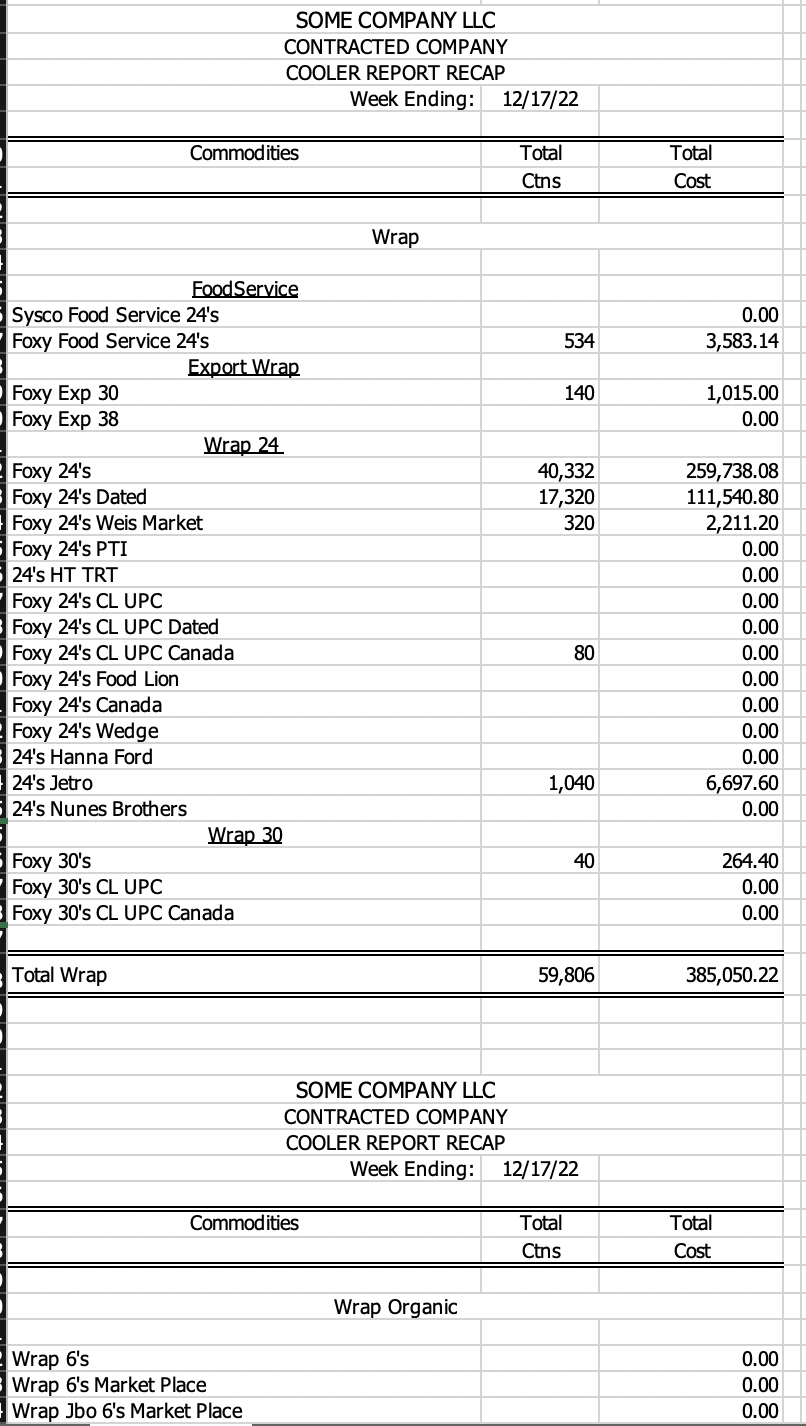 SOME COMPANY LLC
CONTRACTED COMPANY
COOLER REPORT RECAP
Week Ending: 12/17/22
Commodities Total Total
Ctns Cost
Wrap
FoodService
Sysco Food Service 24's 0.00
Foxy Food Service 24's 534 3,583.14
Export Wrap
Foxy Exp 30 140 1,015.00
Foxy Exp 38 0.00
Wrap 24
Foxy 24's 40,332 259,738.08
Foxy 24's Dated 17,320 111,540.80
Foxy 24's Weis Market 320 2,211.20
Foxy 24's PTI 0.00
24's HT TRT 0.00
Foxy 24's CL UPC 0.00
Foxy 24's CL UPC Dated 0.00
Foxy 24's CL UPC Canada 80 0.00
Foxy 24's Food Lion 0.00
Foxy 24's Canada 0.00
Foxy 24's Wedge 0.00
24's Hanna Ford 0.00
24's Jetro 1,040 6,697.60
24's Nunes Brothers 0.00
Wrap 30
Foxy 30's 40 264.40
Foxy 30's CL UPC 0.00
Foxy 30's CL UPC Canada 0.00
Total Wrap 59,806 385,050.22
SOME COMPANY LLC
CONTRACTED COMPANY
COOLER REPORT RECAP
Week Ending: 12/17/22
Commodities Total Total
Ctns Cost
Wrap Organic
Wrap 6's 0.00
Wrap 6's Market Place 0.00
Wrap Jbo 6's Market Place 0.00